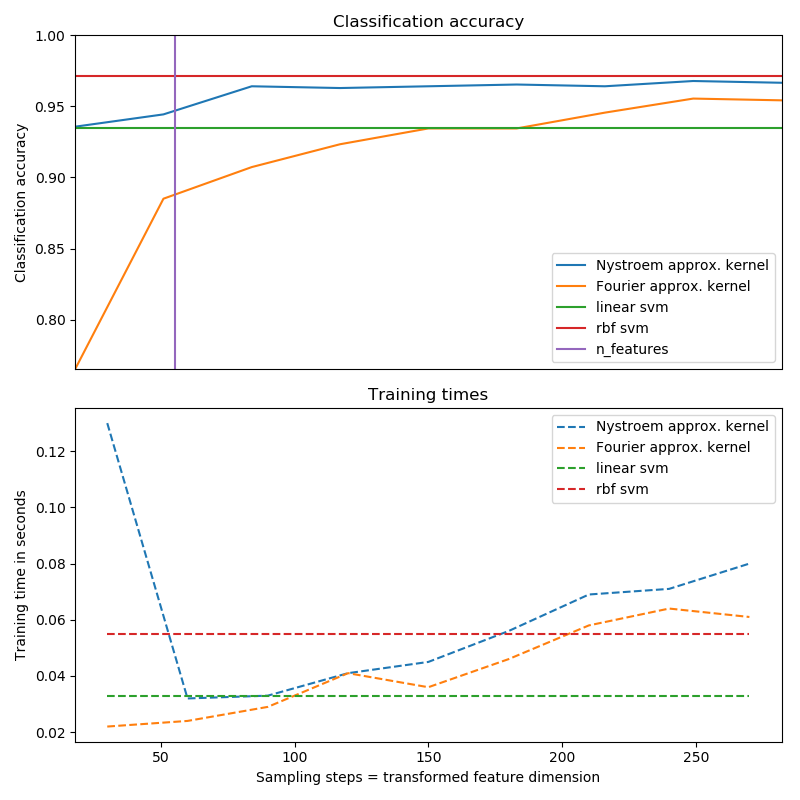 Classification accuracy
1.00
0.95
0.90
0.85
0.80
Classification accuracy
Nystroem approx. kernel
Fourier approx. kernel
linear svm
rbf svm
n_features
Training times
0.12
0.10
0.08
0.06
0.04
0.02
Training time in seconds
Nystroem approx. kernel
Fourier approx. kernel
linear svm
rbf svm
50 100 150 200 250
Sampling steps = transformed feature dimension